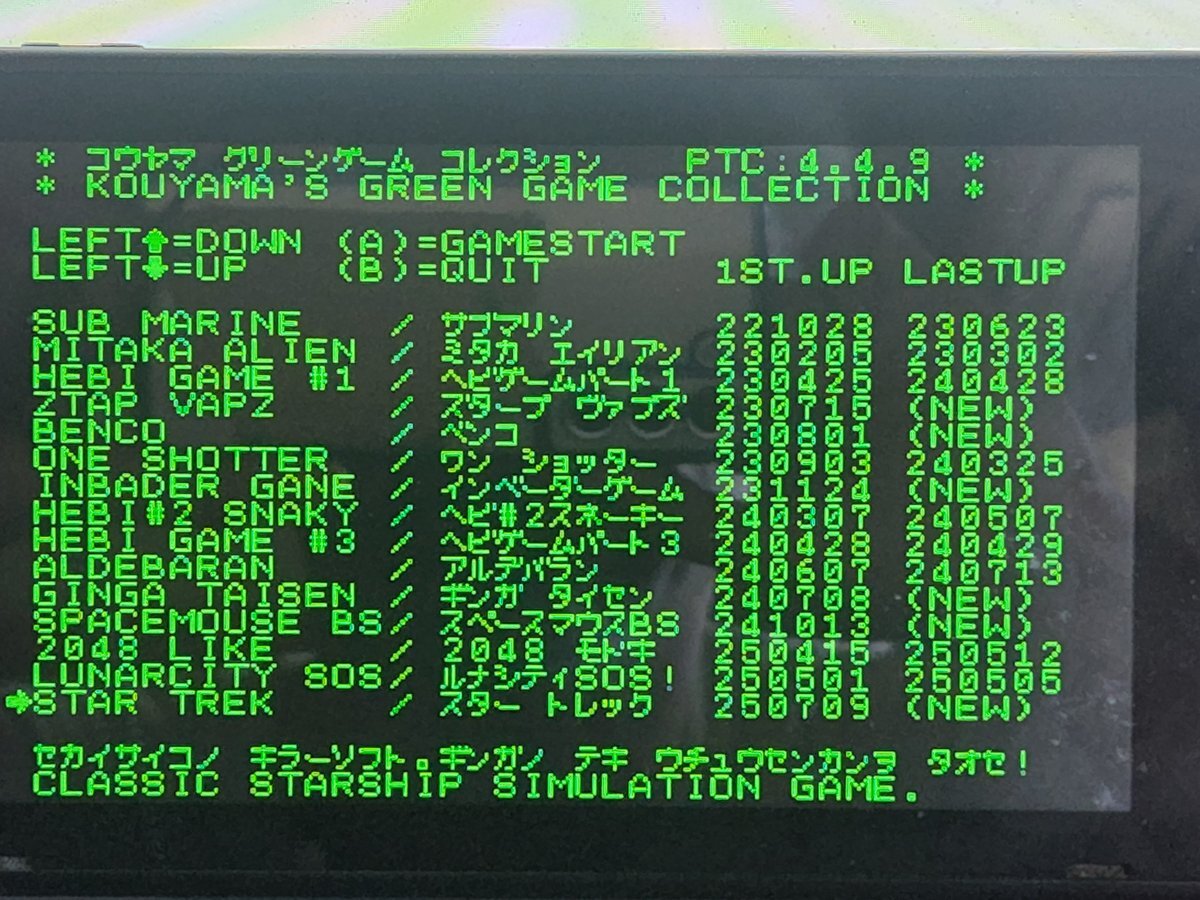 * コウヤマ グリーンゲーム コレクション PTC:4.4.9 *
* KOUYAMA'S GREEN GAME COLLECTION *
LEFT⬆=DOWN (A)=GAMESTART
LEFT⬇=UP (B)=QUIT 1ST.UP LASTUP
SUB MARINE / サブマリン 221028 230623
MITAKA ALIEN / ミタカ エイリアン 230205 230302
HEBI GAME #1 / ヘビゲームパート1 230425 240428
ZTAP VAPZ / ズタープ ヴァプズ 230715 (NEW)
BENCO / ベンコ 230801 (NEW)
ONE SHOTTER / ワン ショッター 230903 240325
INBADER GANE / インベーダーゲーム 231124 (NEW)
HEBI#2 SNAKY / ヘビ#2スネーキー 240307 240507
HEBI GAME #3 / ヘビゲームパート3 240428 240429
ALDEBARAN / アルデバラン 240607 240713
GINGA TAISEN / ギンガ タイセン 240708 (NEW)
SPACEMOUSE BS/ スペースマウスBS 241013 (NEW)
2048 LIKE / 2048 モドキ 250415 250512
LUNARCITY SOS/ ルナシティSOS! 250501 250505
➡STAR TREK / スター トレック 250709 (NEW)
セカイサイコノ キラーソフト.ギンガノ テキ ウチュウセンカンヲ タオセ!
CLASSIC STARSHIP SIMULATION GAME.